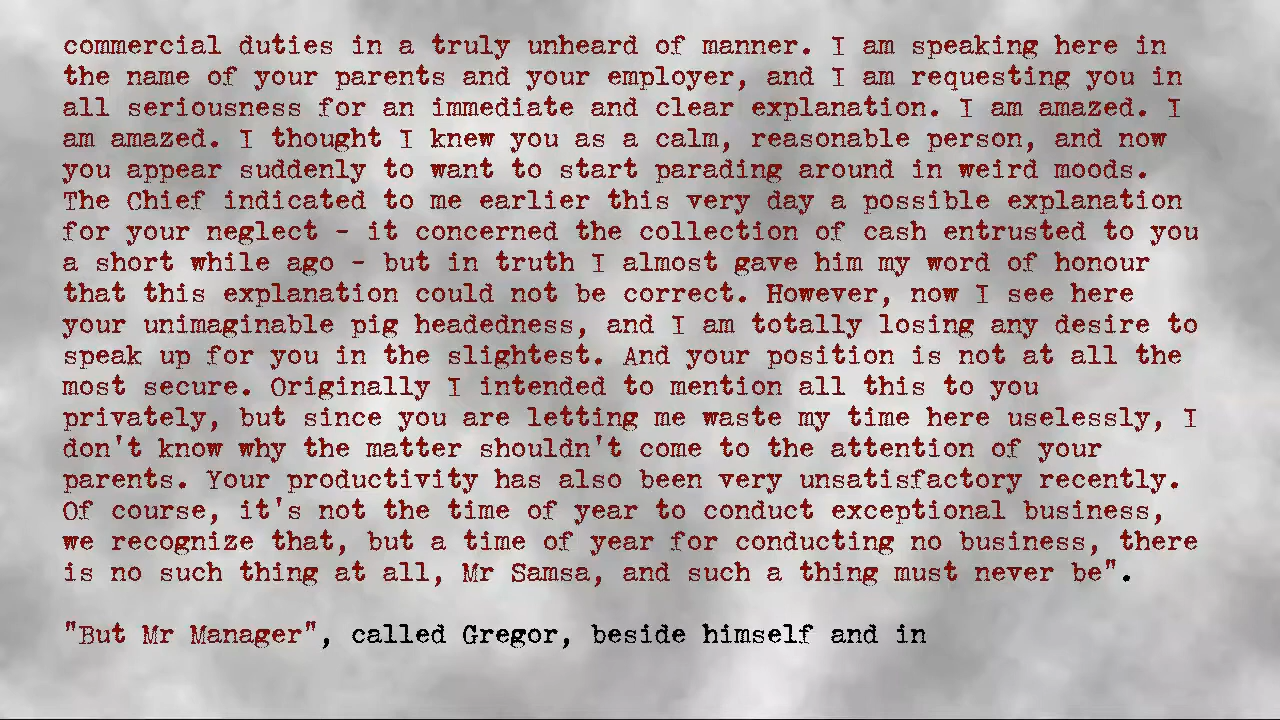 commercial duties in a truly unheard of manner. I am speaking here in
the name of your parents and your employer, and I am requesting you in
all seriousness for an immediate and clear explanation. I am amazed. I
am amazed. I thought I knew you as a calm, reasonable person, and now
you appear suddenly to want to start parading around in weird moods.
The Chief indicated to me earlier this very day a possible explanation
for your neglect - it concerned the collection of cash entrusted to you
a short while ago - but in truth I almost gave him my word of honour
that this explanation could not be correct. However, now I see here
your unimaginable pig headedness, and I am totally losing any desire to
speak up for you in the slightest. And your position is not at all the
most secure. Originally I intended to mention all this to you
privately, but since you are letting me waste my time here uselessly, I
don't know why the matter shouldn't come to the attention of your
parents. Your productivity has also been very unsatisfactory recently.
Of course, it's not the time of year to conduct exceptional business,
we recognize that, but a time of year for conducting no business, there
is no such thing at all, Mr Samsa, and such a thing must never be".
"But Mr Manager", called Gregor, beside himself and in